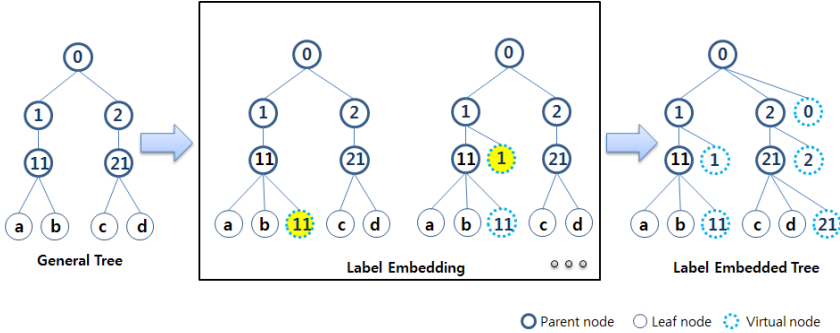 0 0 0 0
1 2 1 2 1 2 1 2 0
11 21 11 21 11 1 21 11 1 21 2
a b c d a b 11 c d a b 11 c d a b 11 c d 21
General Tree Label Embedding Label Embedded Tree
Parent node Leaf node Virtual node